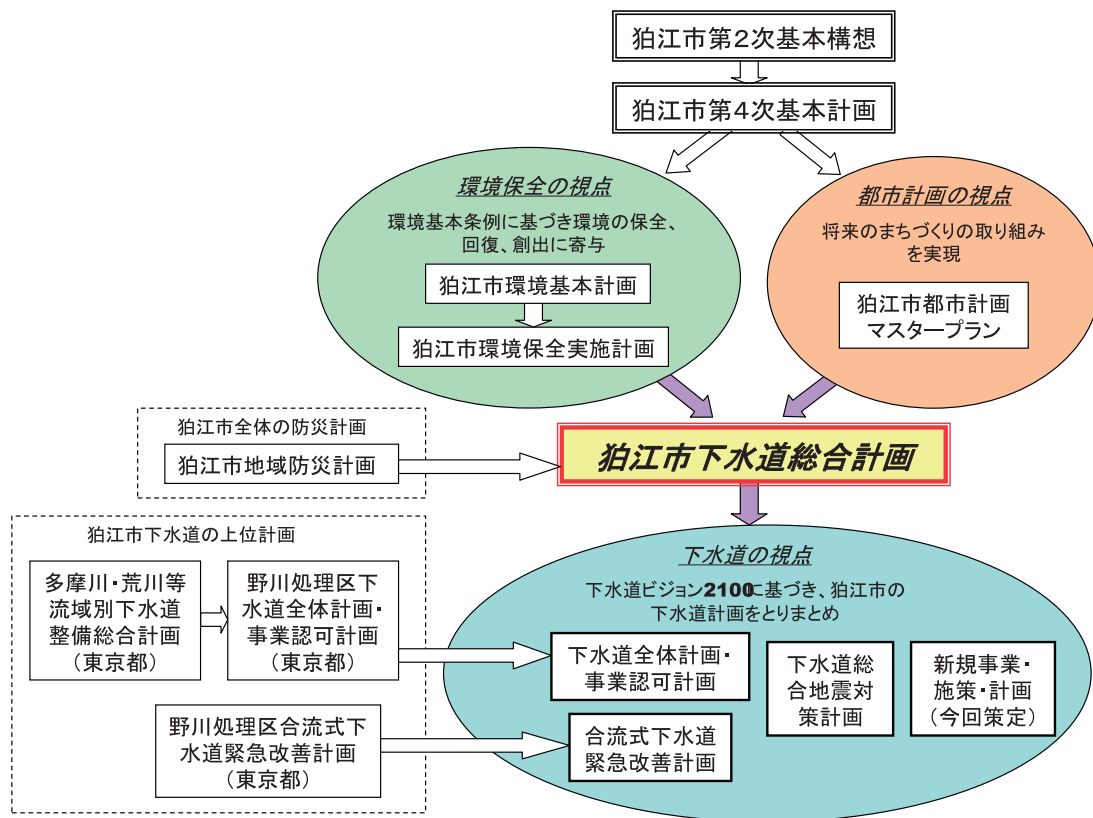 狛江市第2次基本構想
狛江市第4次基本計画
環境保全の視点
環境基本条例に基づき環境の保全、
回復、創出に寄与
狛江市環境基本計画
狛江市環境保全実施計画
都市計画の視点
将来のまちづくりの取り組み
を実現
狛江市都市計画
マスタープラン
狛江市全体の防災計画
狛江市地域防災計画
狛江市下水道総合計画
狛江市下水道の上位計画
多摩川・荒川等
流域別下水道
整備総合計画
(東京都)
野川処理区下
水道全体計画・
事業認可計画
(東京都)
野川処理区合流式下
水道緊急改善計画
(東京都)
下水道の視点
下水道ビジョン2100に基づき、狛江市の
下水道計画をとりまとめ
下水道全体計画・
事業認可計画
合流式下水道
緊急改善計画
下水道総
合地震対
策計画
新規事業・
施策・計画
(今回策定)